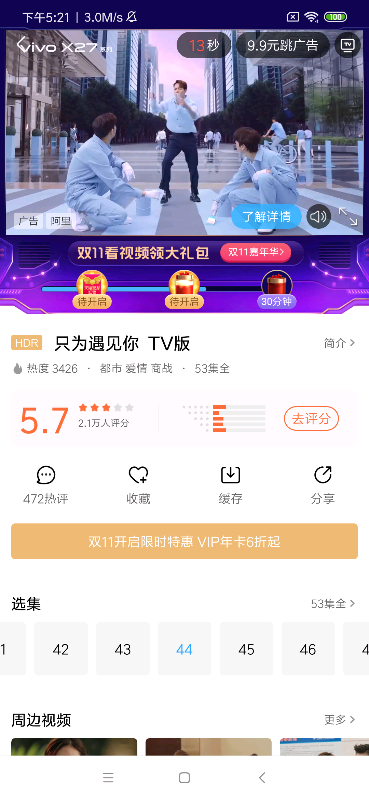 下午5:21 | 3.0M/s
100
vivo X27系列
13秒
9.9元跳广告
TV
了解详情
广告
阿里
双11看视频领大礼包
双11嘉年华>
待开启
待开启
30分钟
HDR
只为遇见你 TV版
简介 >
热度 3426 · 都市 爱情 商战 · 53集全
5.7
2.1万人评分
去评分
472热评
收藏
缓存
分享
双11开启限时特惠 VIP年卡6折起
选集
53集全 >
1
42
43
44
45
46
4
周边视频
更多 >